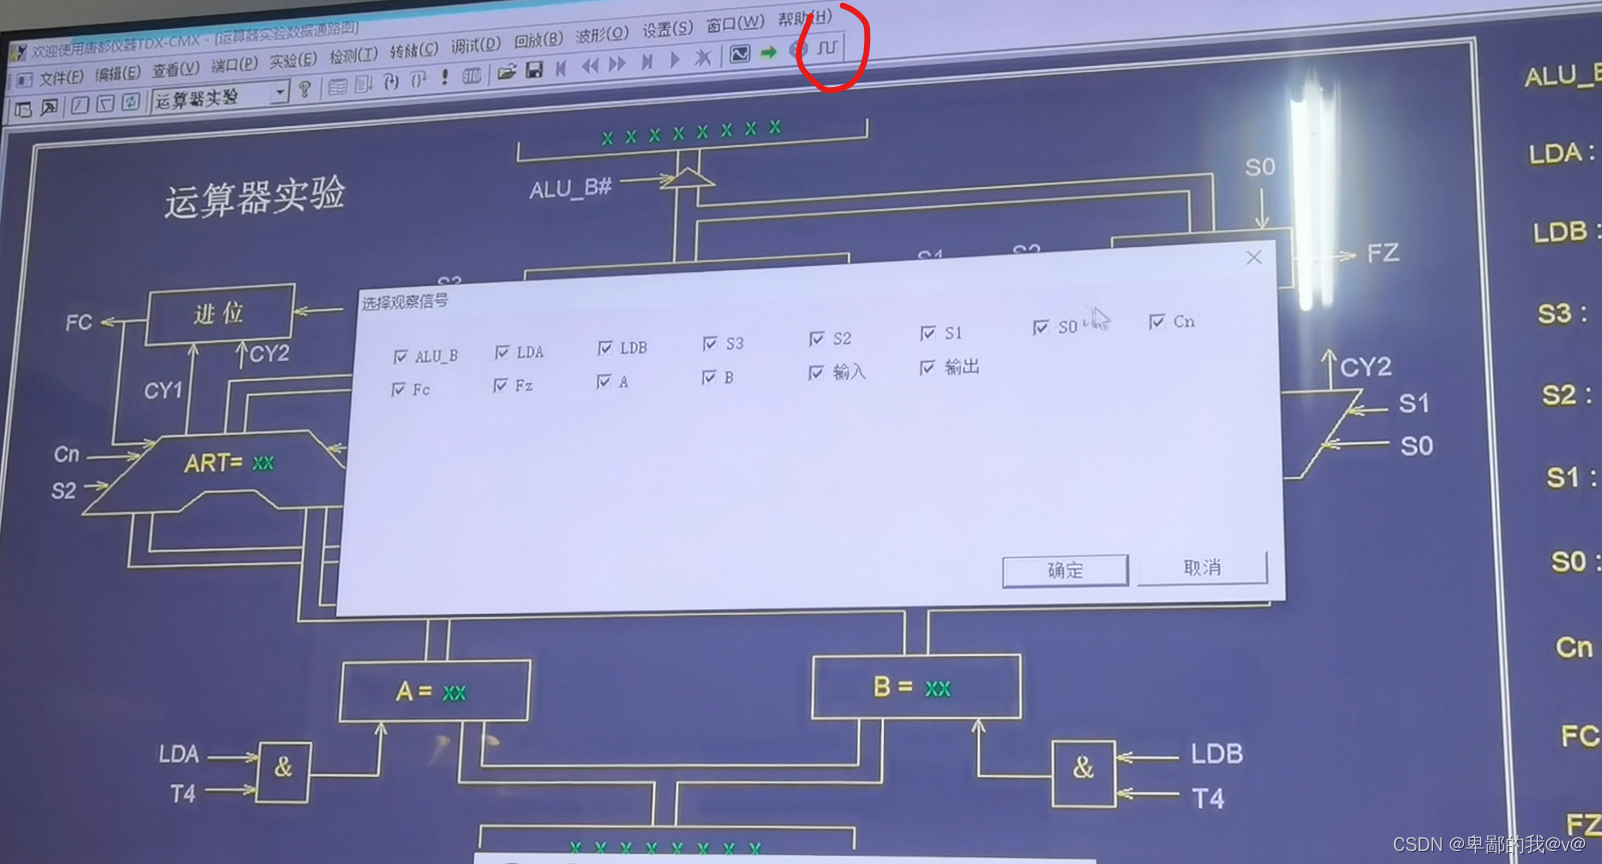 欢迎使用唐都仪器TDX-CMX - [运算器实验数据通路图]
文件(F) 编辑(E) 查看(V) 端口(P) 实验(E) 检测(T) 转储(C) 调试(D) 回放(B) 波形(O) 设置(S) 窗口(W) 帮助(H)
运算器实验
X X X X X X X X
ALU_B#
S0
运算器实验
FZ
选择观察信号
ALU_B LDA LDB S3 S2 S1 S0 Cn
Fc Fz A B 输入 输出
确定 取消
FC
进位
CY2
CY1
Cn
S2
ART= XX
CY2
S1
S0
A = XX
B = XX
LDA
T4
&
&
LDB
T4
X X X X X X X X
LDA :
LDB :
S3 :
S2 :
S1 :
S0 :
Cn
FC
FZ
CSDN @卑鄙的我@v@